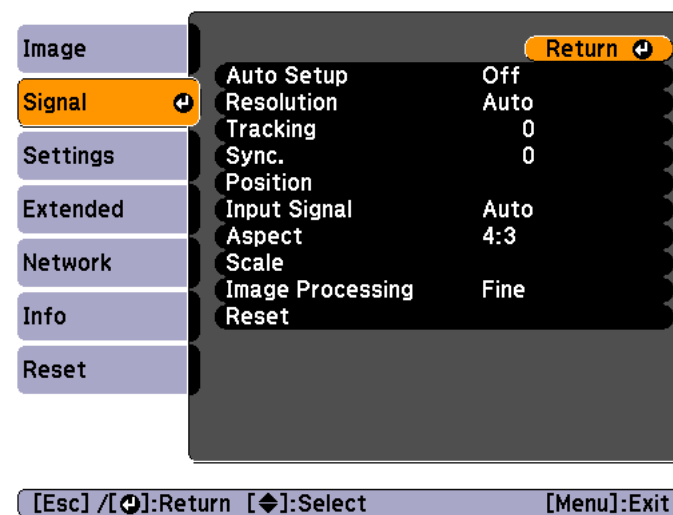 Image
Signal
Settings
Extended
Network
Info
Reset
Return
Auto Setup Off
Resolution Auto
Tracking 0
Sync. 0
Position
Input Signal Auto
Aspect 4:3
Scale
Image Processing Fine
Reset
[Esc] /[⏎]:Return [◆]:Select [Menu]:Exit